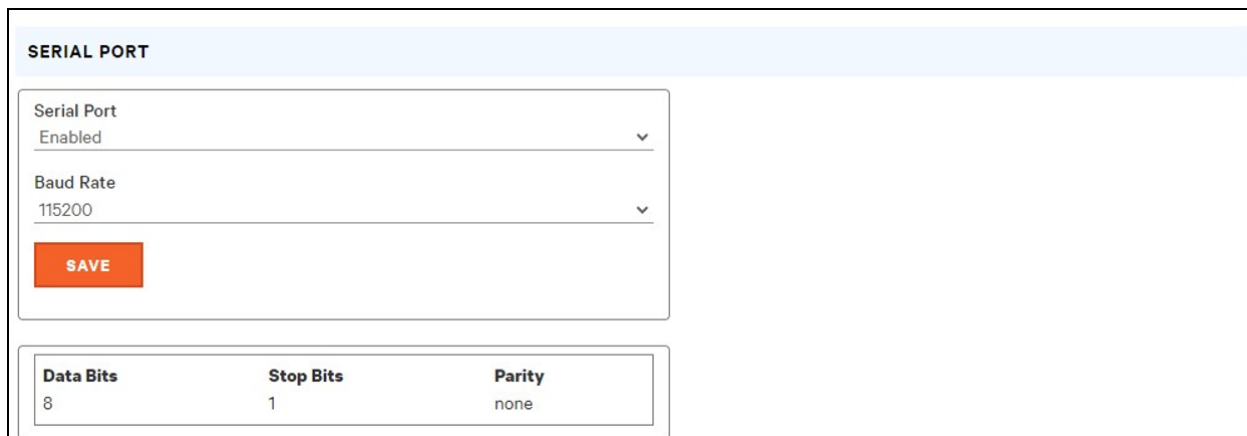 SERIAL PORT
Serial Port
Enabled
Baud Rate
115200
SAVE
Data Bits Stop Bits Parity
8 1 none